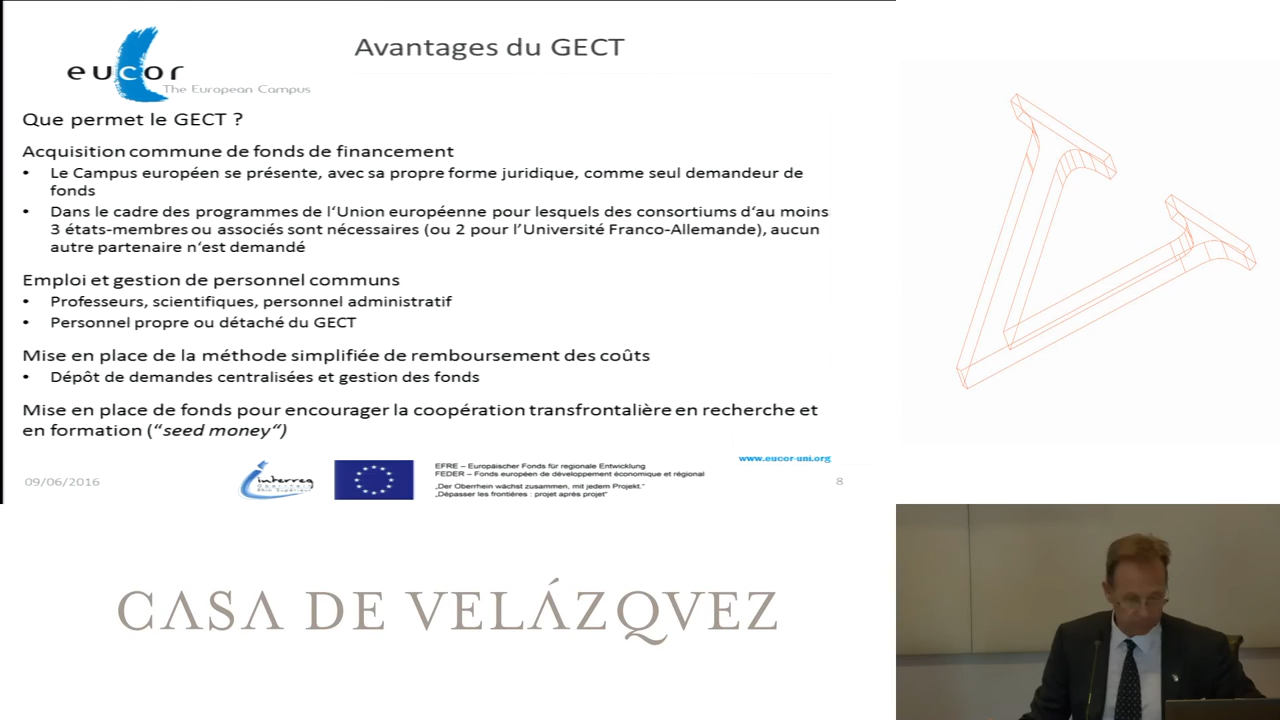 eucor
The European Campus
Avantages du GECT
Que permet le GECT ?
Acquisition commune de fonds de financement
• Le Campus européen se présente, avec sa propre forme juridique, comme seul demandeur de
fonds
• Dans le cadre des programmes de l‘Union européenne pour lesquels des consortiums d‘au moins
3 états-membres ou associés sont nécessaires (ou 2 pour l’Université Franco-Allemande), aucun
autre partenaire n‘est demandé
Emploi et gestion de personnel communs
• Professeurs, scientifiques, personnel administratif
• Personnel propre ou détaché du GECT
Mise en place de la méthode simplifiée de remboursement des coûts
• Dépôt de demandes centralisées et gestion des fonds
Mise en place de fonds pour encourager la coopération transfrontalière en recherche et
en formation (“seed money“)
www.eucor-uni.org
interreg
Oberrhein
Rhin Supérieur
EFRE – Europäischer Fonds für regionale Entwicklung
FEDER – Fonds européen de développement économique et régional
„Der Oberrhein wächst zusammen, mit jedem Projekt.“
„Dépasser les frontières : projet après projet“
09/06/2016
8
CASA DE VELÁZQVEZ